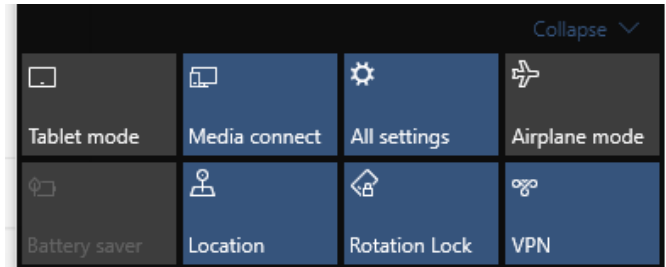 Collapse
Tablet mode Media connect All settings Airplane mode
Battery saver Location Rotation Lock VPN